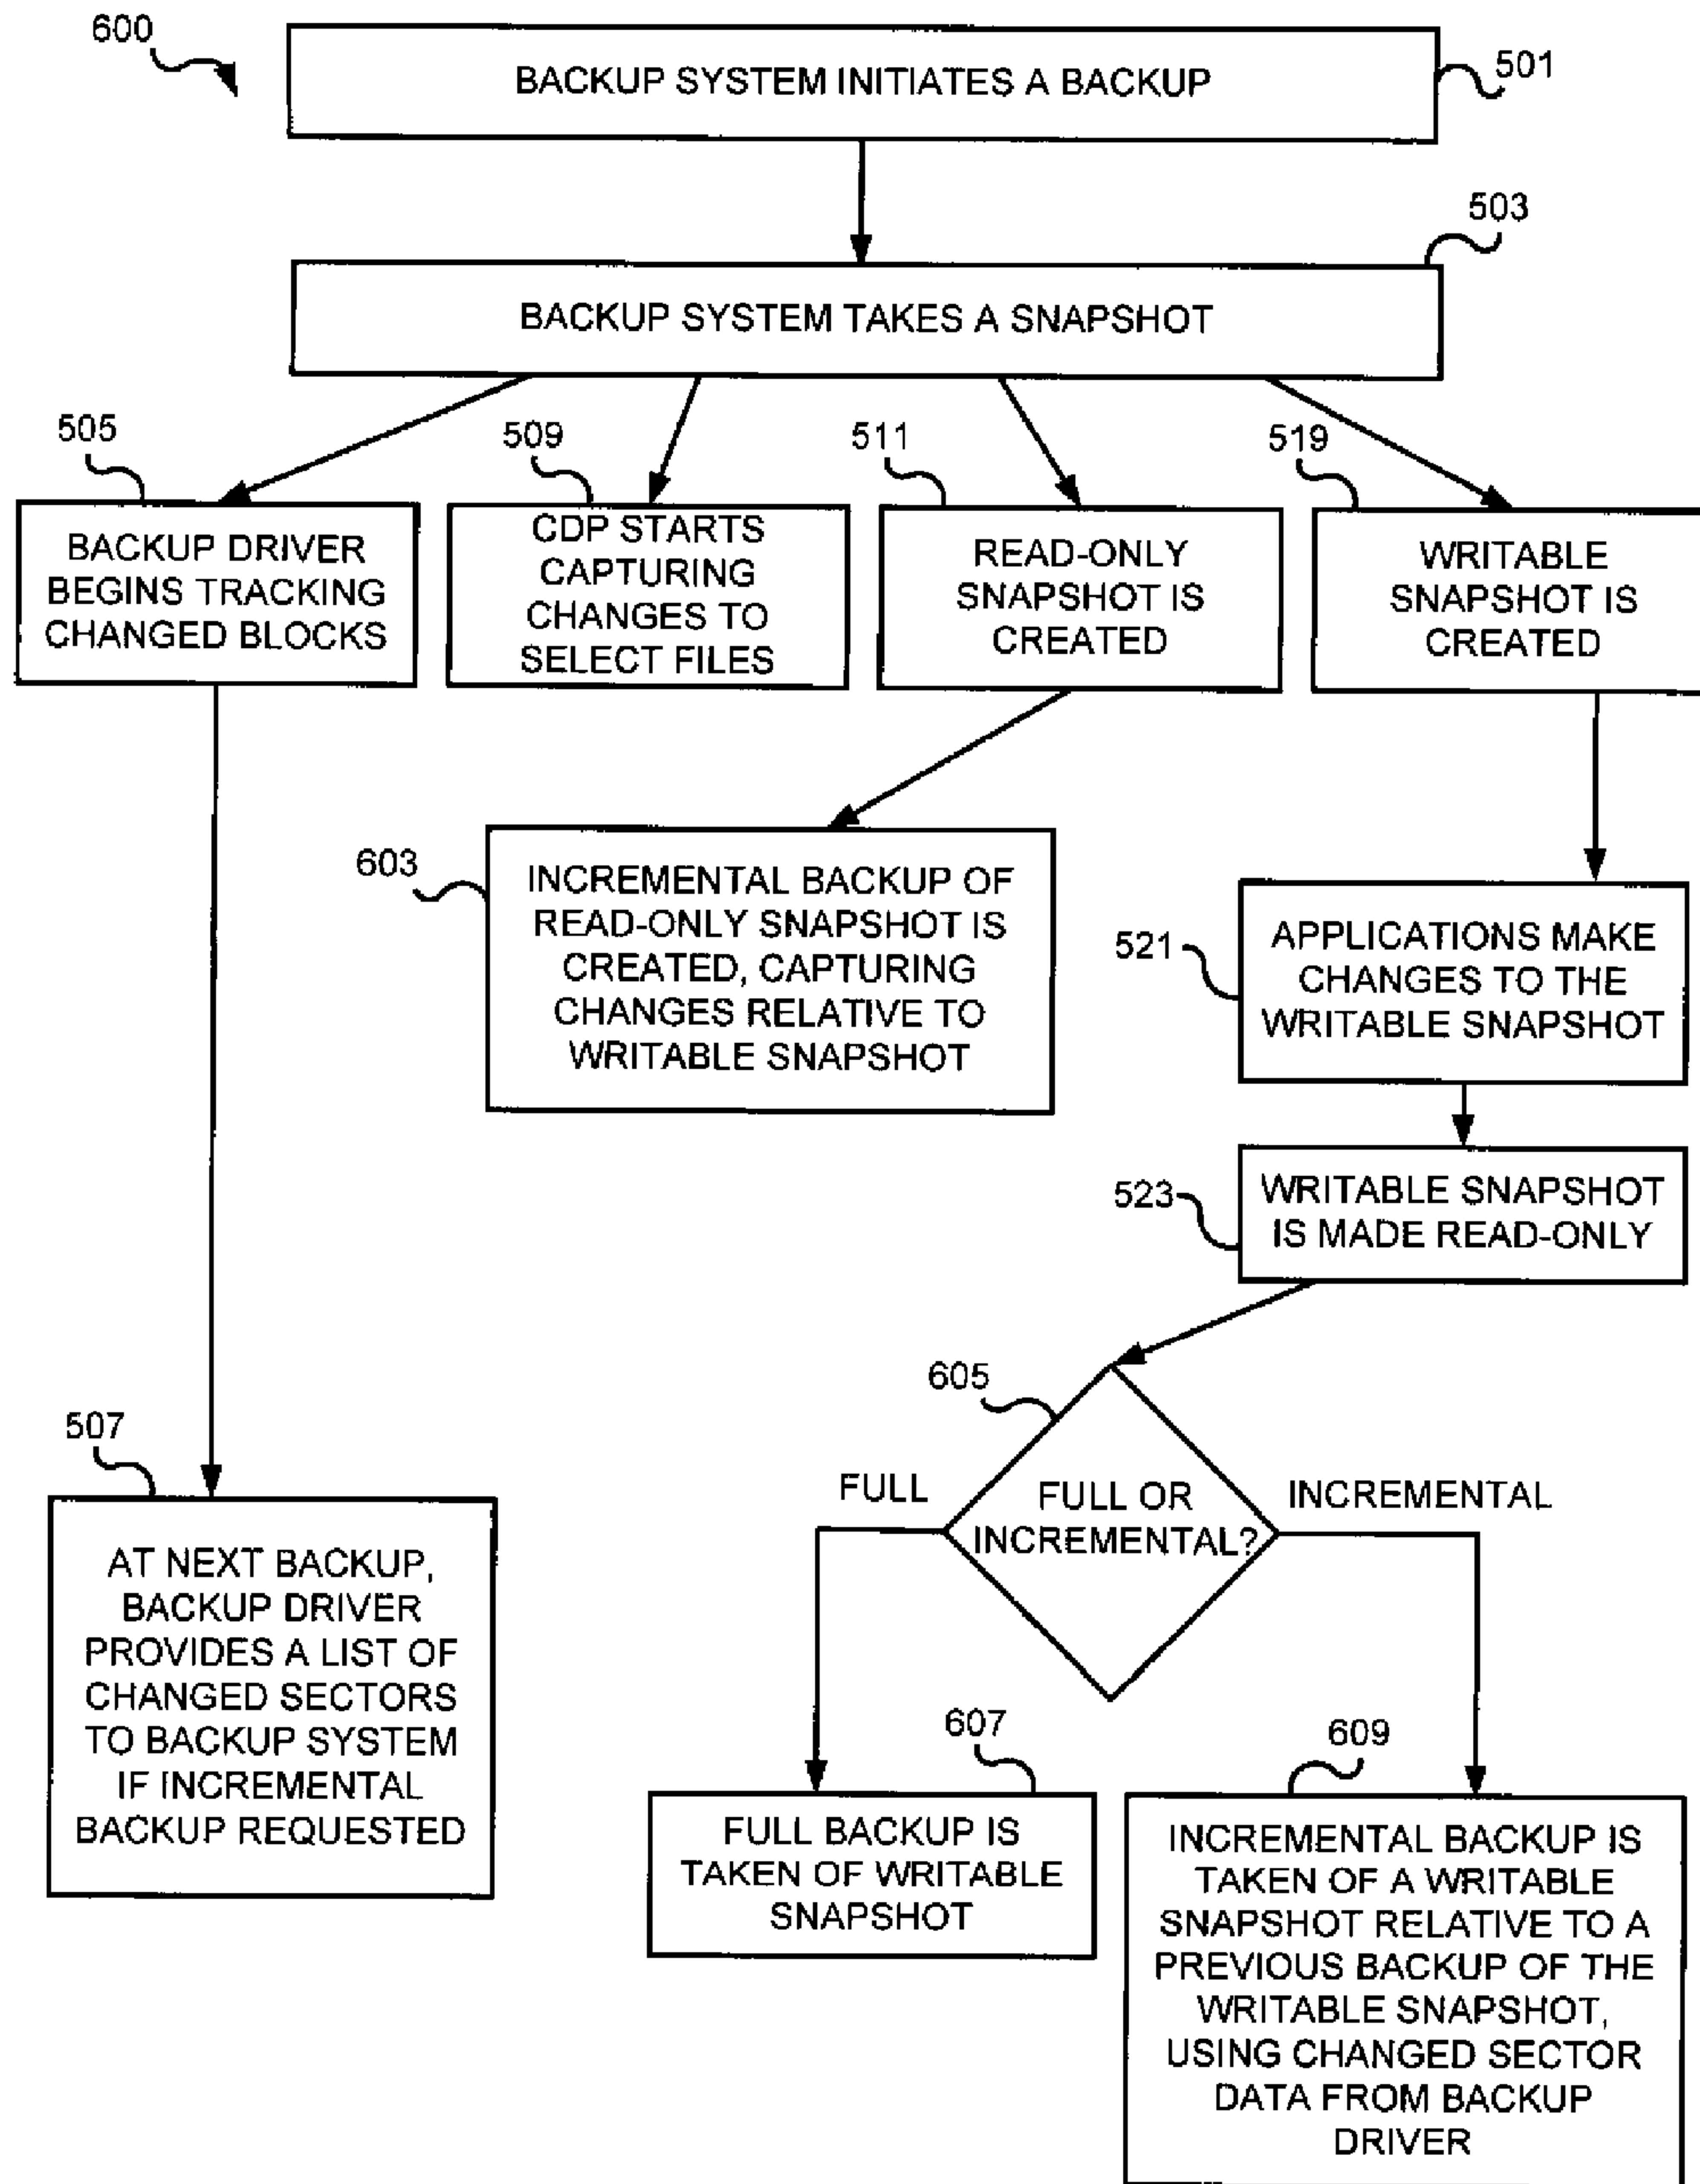 600
BACKUP SYSTEM INITIATES A BACKUP
501
503
BACKUP SYSTEM TAKES A SNAPSHOT
505
509
511
519
BACKUP DRIVER
BEGINS TRACKING
CHANGED BLOCKS
CDP STARTS
CAPTURING
CHANGES TO
SELECT FILES
READ-ONLY
SNAPSHOT IS
CREATED
WRITABLE
SNAPSHOT IS
CREATED
603
INCREMENTAL BACKUP OF
READ-ONLY SNAPSHOT IS
CREATED, CAPTURING
CHANGES RELATIVE TO
WRITABLE SNAPSHOT
521
APPLICATIONS MAKE
CHANGES TO THE
WRITABLE SNAPSHOT
523
WRITABLE SNAPSHOT
IS MADE READ-ONLY
605
FULL
FULL OR
INCREMENTAL?
INCREMENTAL
507
AT NEXT BACKUP,
BACKUP DRIVER
PROVIDES A LIST OF
CHANGED SECTORS
TO BACKUP SYSTEM
IF INCREMENTAL
BACKUP REQUESTED
607
FULL BACKUP IS
TAKEN OF WRITABLE
SNAPSHOT
609
INCREMENTAL BACKUP IS
TAKEN OF A WRITABLE
SNAPSHOT RELATIVE TO A
PREVIOUS BACKUP OF THE
WRITABLE SNAPSHOT,
USING CHANGED SECTOR
DATA FROM BACKUP
DRIVER